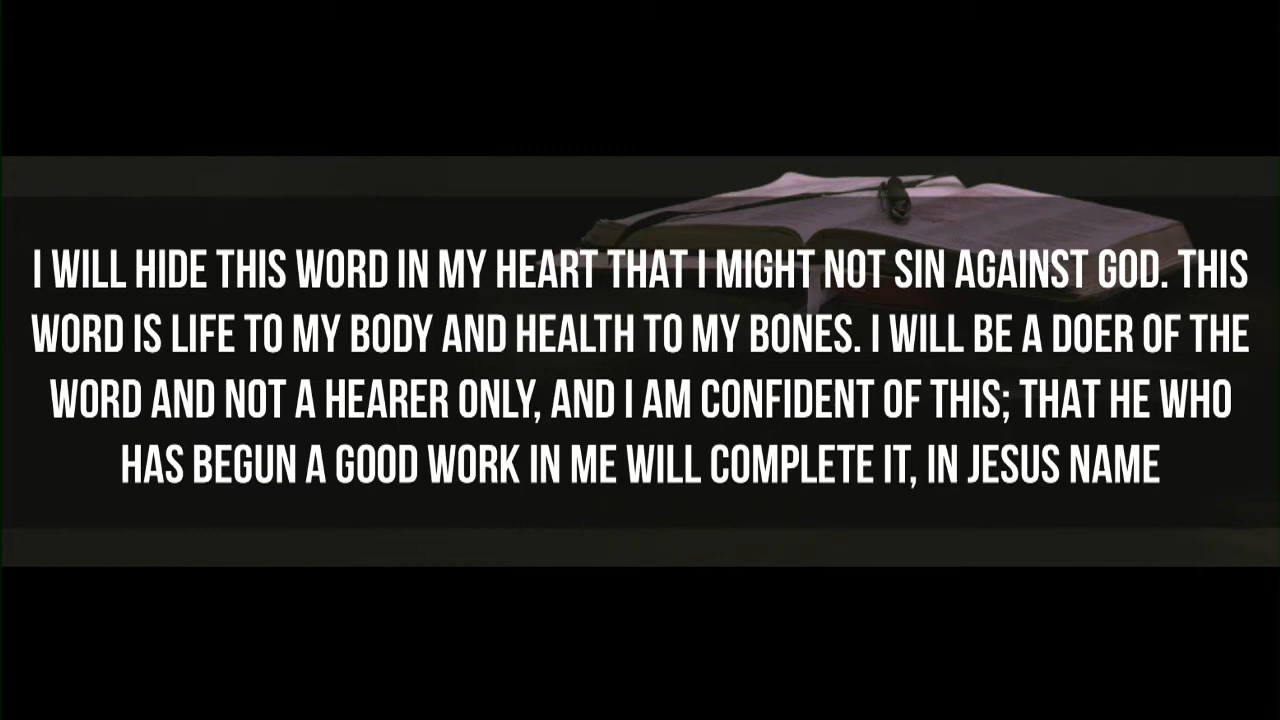 I WILL HIDE THIS WORD IN MY HEART THAT I MIGHT NOT SIN AGAINST GOD. THIS
WORD IS LIFE TO MY BODY AND HEALTH TO MY BONES. I WILL BE A DOER OF THE
WORD AND NOT A HEARER ONLY, AND I AM CONFIDENT OF THIS; THAT HE WHO
HAS BEGUN A GOOD WORK IN ME WILL COMPLETE IT, IN JESUS NAME